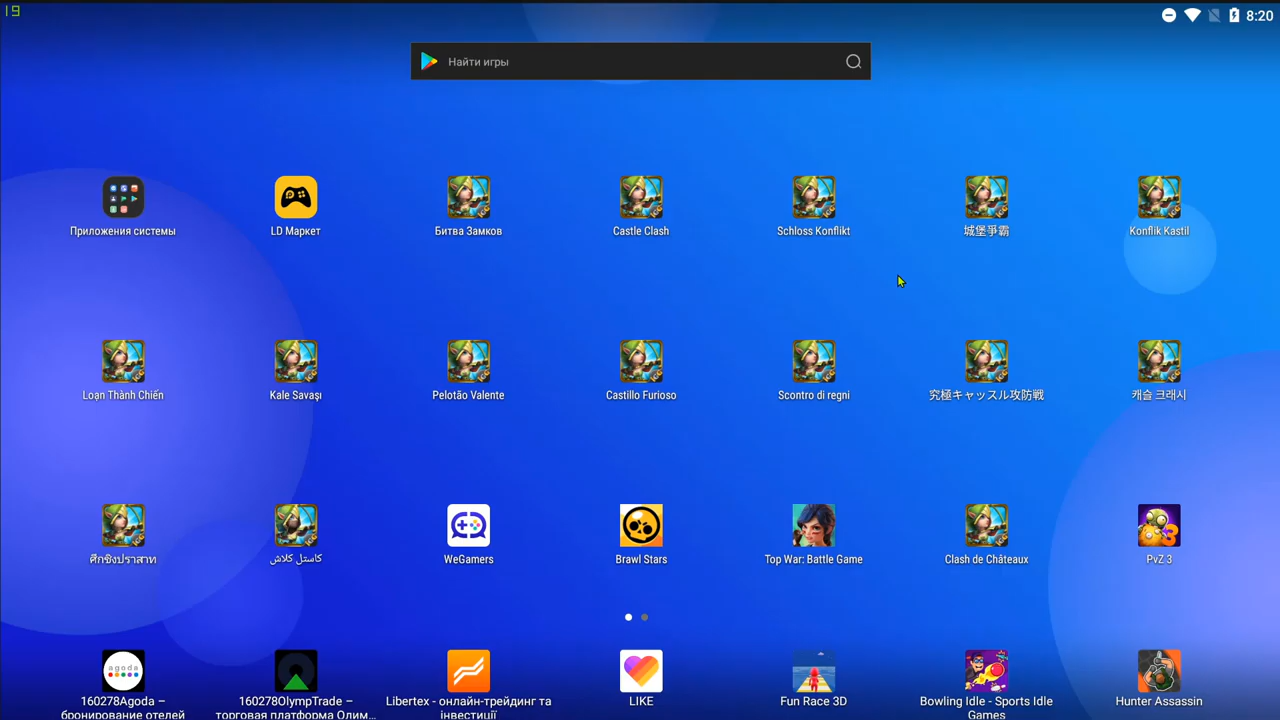 19
8:20
Найти игры
Приложения системы
LD Маркет
Битва Замков
Castle Clash
Schloss Konflikt
城堡爭霸
Konflik Kastil
Loạn Thành Chiến
Kale Savaşı
Pelotão Valente
Castillo Furioso
Scontro di regni
究極キャッスル攻防戦
캐슬 크래시
ศึกชิงปราสาท
كاستل كلاش
WeGamers
Brawl Stars
Top War: Battle Game
Clash de Châteaux
PvZ 3
agoda
160278Agoda –
бронирование отелей
160278OlympTrade –
торговая платформа Олим...
Libertex - онлайн-трейдинг та
інвестиції
LIKE
Fun Race 3D
Bowling Idle - Sports Idle
Games
Hunter Assassin